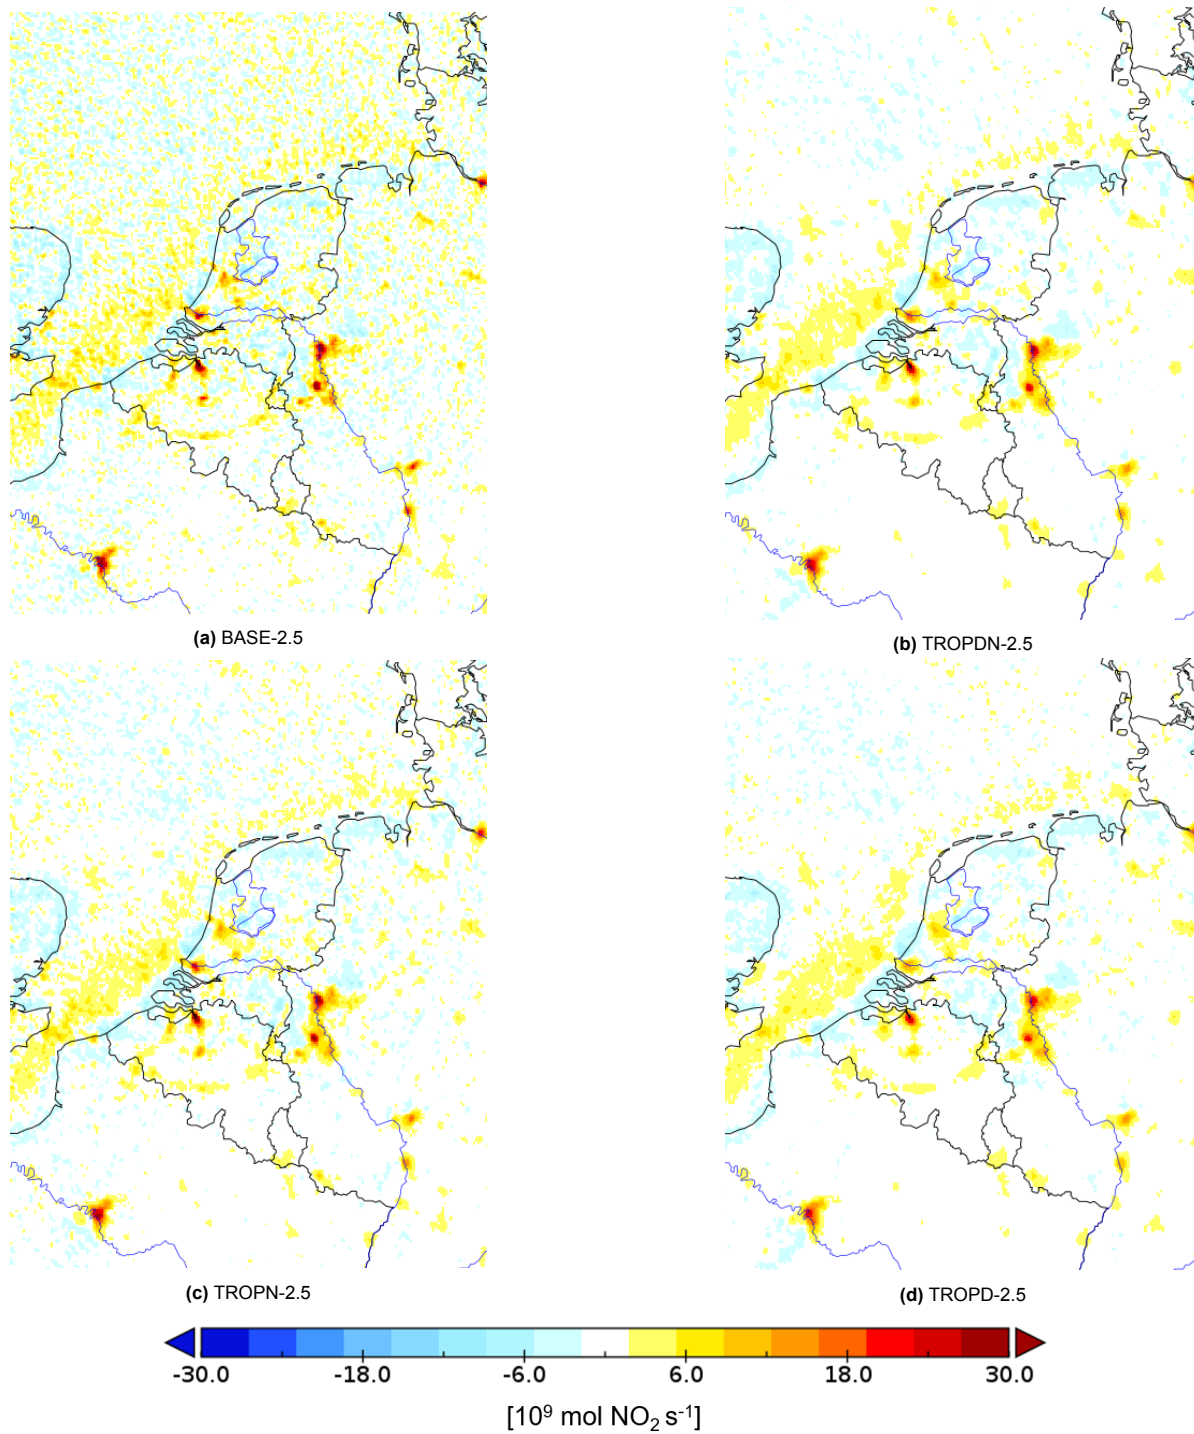 (a) BASE-2.5
(b) TROPDN-2.5
(c) TROPN-2.5
(d) TROPD-2.5
-30.0 -18.0 -6.0 6.0 18.0 30.0
[10⁹ mol NO₂ s⁻¹]